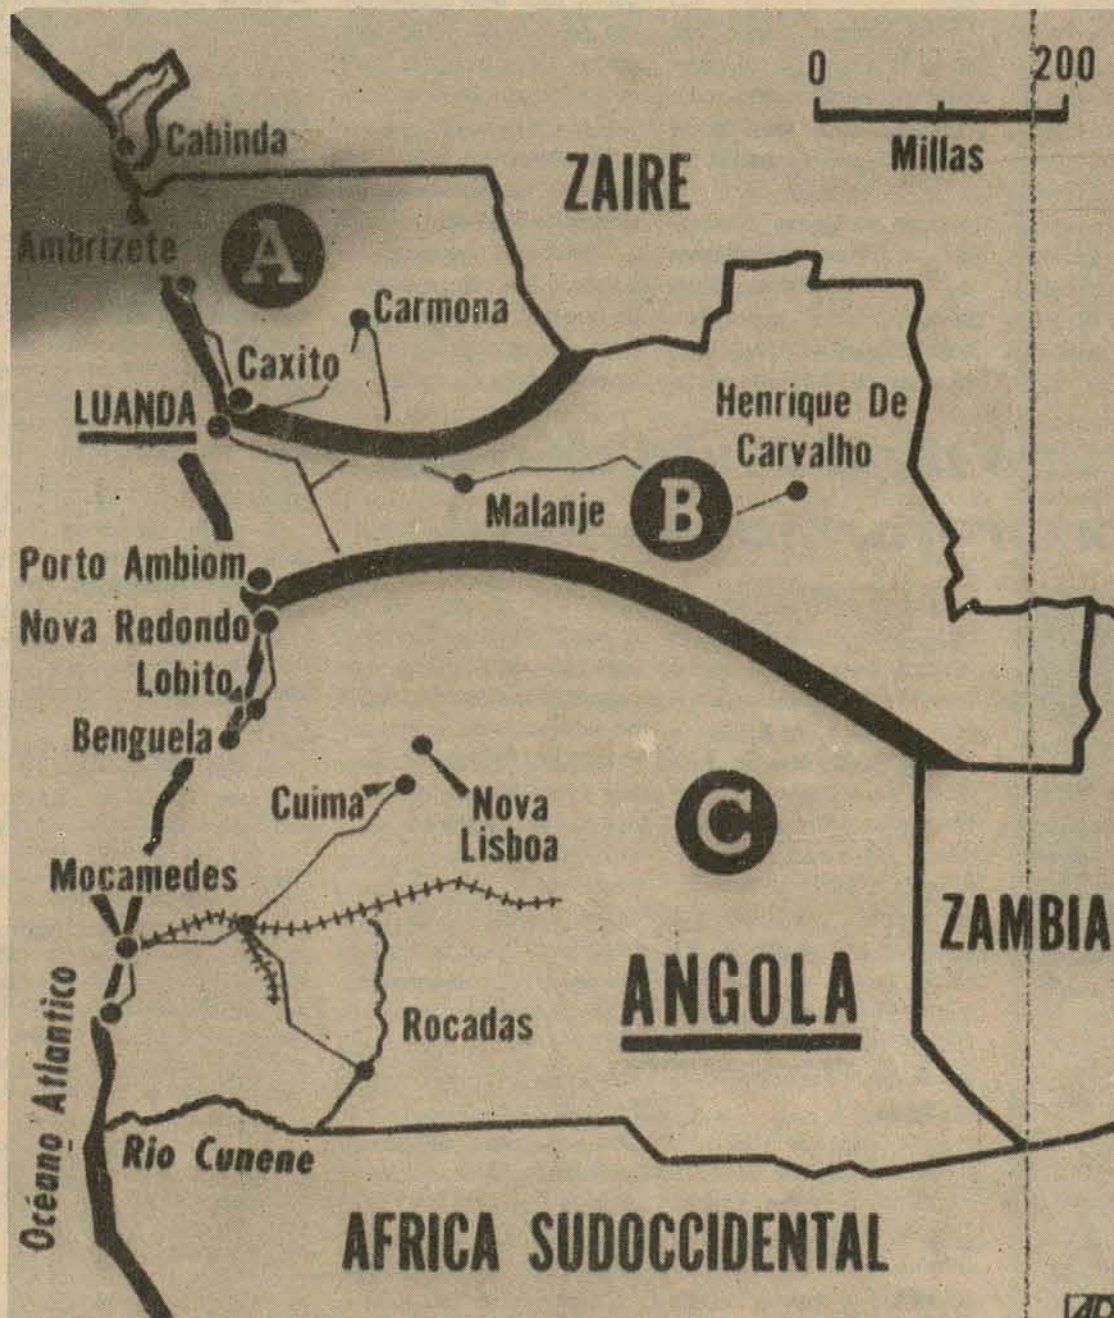 0 200
Millas
Cabinda
ZAIRE
Ambrizete
A
Carmona
Caxito
LUANDA
Henrique De
Carvalho
Malanje
B
Porto Ambiom
Nova Redondo
Lobito
Benguela
Cuima
Nova
Lisboa
C
Mocamedes
ZAMBIA
ANGOLA
Rocadas
Océano Atlantico
Rio Cunene
AFRICA SUDOCCIDENTAL
AP